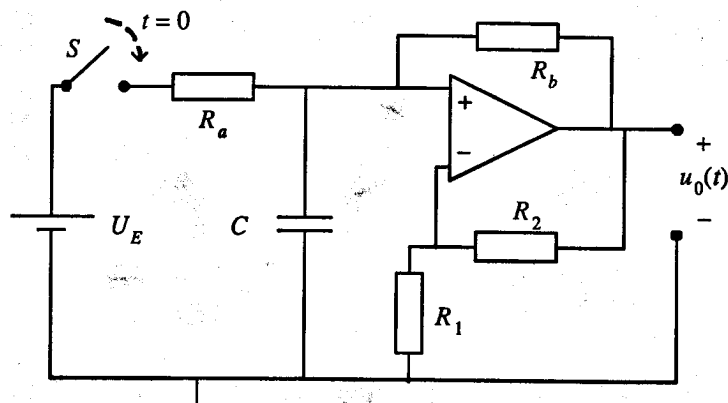 S
t = 0
R_a
R_b
+
−
+
u_0(t)
−
R_2
U_E
C
R_1